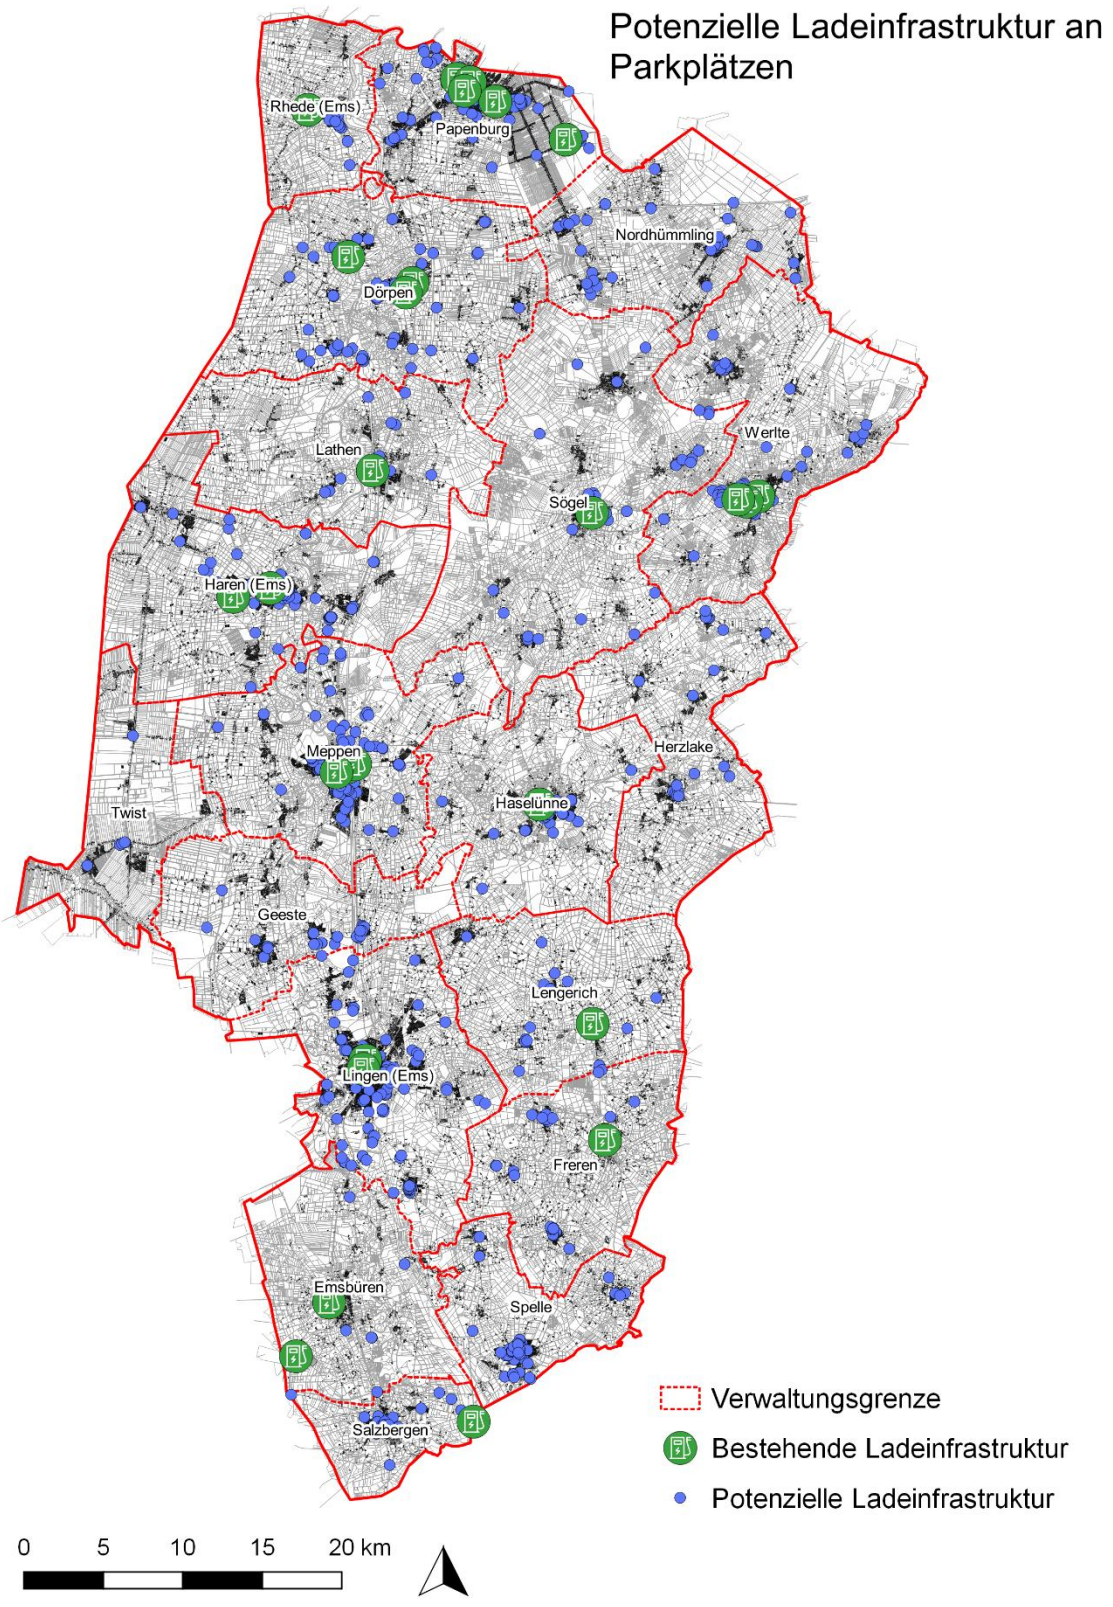 Potenzielle Ladeinfrastruktur an
Parkplätzen
Rhede (Ems)
Papenburg
Nordhümmling
Dörpen
Lathen
Werlte
Sögel
Haren (Ems)
Meppen
Herzlake
Haselünne
Twist
Geeste
Lengerich
Lingen (Ems)
Freren
Emsbüren
Spelle
Salzbergen
Verwaltungsgrenze
Bestehende Ladeinfrastruktur
Potenzielle Ladeinfrastruktur
0 5 10 15 20 km